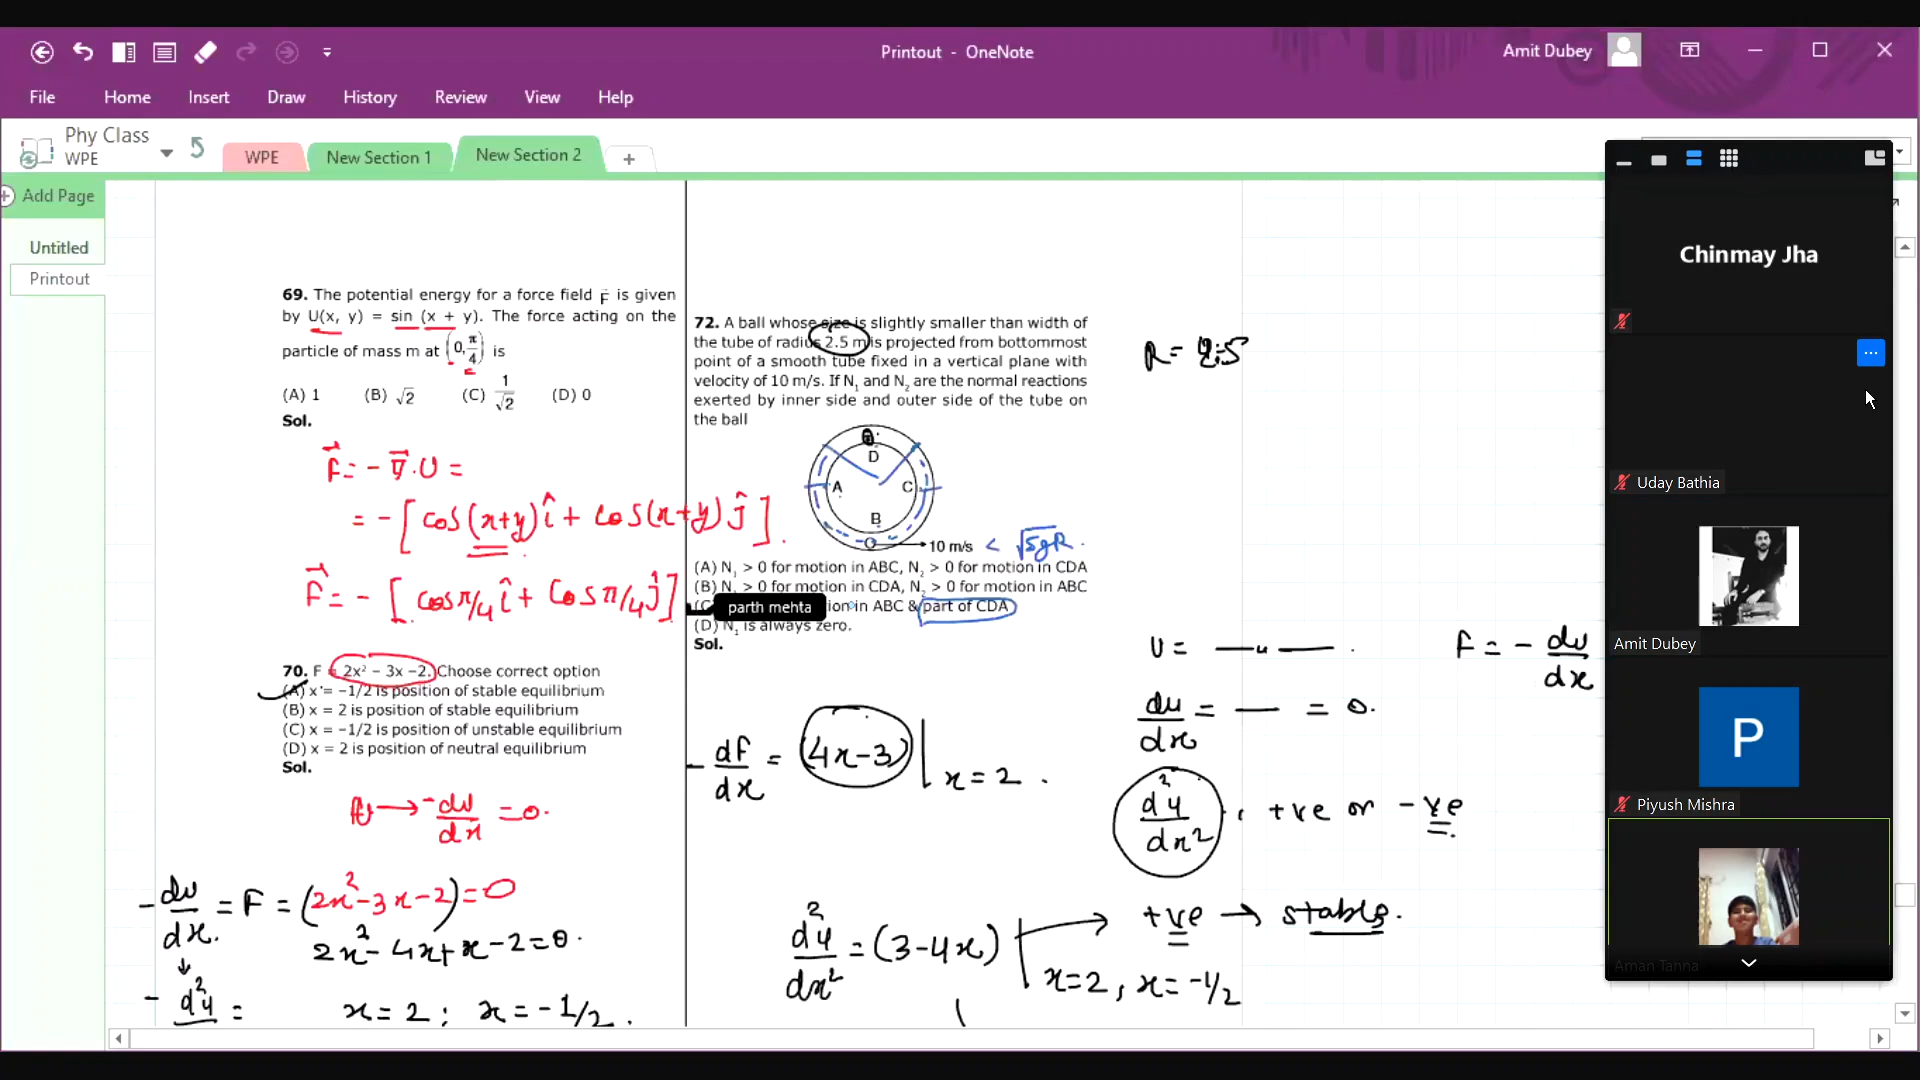 Printout - OneNote
Amit Dubey
File Home Insert Draw History Review View Help
Phy Class
WPE
WPE New Section 1 New Section 2 +
Add Page
Untitled
Printout
69. The potential energy for a force field F is given
by U(x, y) = sin (x + y). The force acting on the
particle of mass m at (0, π/4) is
(A) 1 (B) √2 (C) 1/√2 (D) 0
Sol.
F = - ∇.U =
= - [cos(x+y) î + cos(x+y) ĵ].
F = - [cos π/4 î + cos π/4 ĵ]
70. F = 2x² – 3x –2. Choose correct option
(A) x = –1/2 is position of stable equilibrium
(B) x = 2 is position of stable equilibrium
(C) x = –1/2 is position of unstable equilibrium
(D) x = 2 is position of neutral equilibrium
Sol.
→ -du/dx = 0.
- du/dx. = F = (2x²-3x-2) = 0
2x² - 4x + x - 2 = 0.
- d²u =
x = 2 ; x = -1/2.
72. A ball whose size is slightly smaller than width of
the tube of radius 2.5 m is projected from bottommost
point of a smooth tube fixed in a vertical plane with
velocity of 10 m/s. If N₁ and N₂ are the normal reactions
exerted by inner side and outer side of the tube on
the ball
D
A C
B
10 m/s < √5gR.
(A) N₁ > 0 for motion in ABC, N₂ > 0 for motion in CDA
(B) N₁ > 0 for motion in CDA, N₂ > 0 for motion in ABC
parth mehta in ABC & part of CDA
(D) N₁ is always zero.
Sol.
R = 2.5
- dF/dx = (4x-3) | x=2.
U = —"—.
F = - du/dx
du/dx = — = 0.
d²u/dx² +ve or -ve
d²u/dx² = (3-4x) | x=2, x=-1/2
+ve → stable.
Chinmay Jha
Uday Bathia
Amit Dubey
P
Piyush Mishra
Aman Tanna